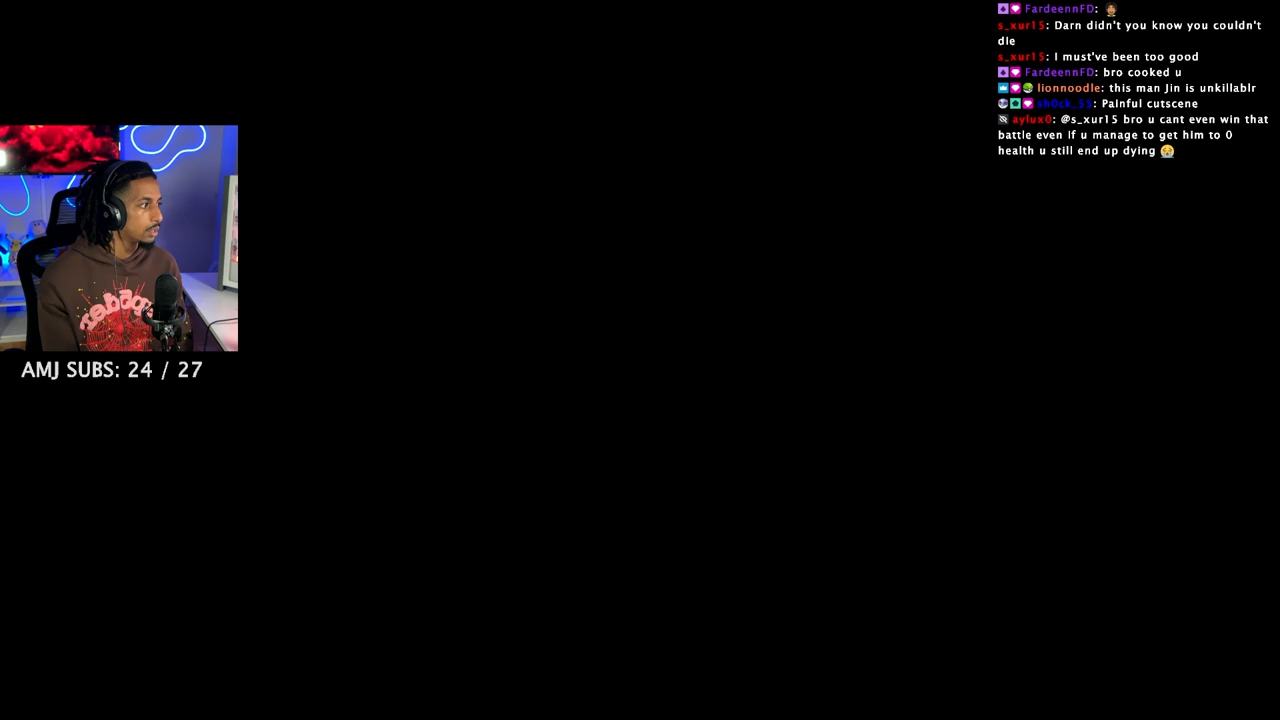 FardeennFD:
s_xur15: Darn didn't you know you couldn't
die
s_xur15: I must've been too good
FardeennFD: bro cooked u
lionnoodle: this man Jin is unkillablr
sh0ck_55: Painful cutscene
aylux0: @s_xur15 bro u cant even win that
battle even if u manage to get him to 0
health u still end up dying 😭
AMJ SUBS: 24 / 27